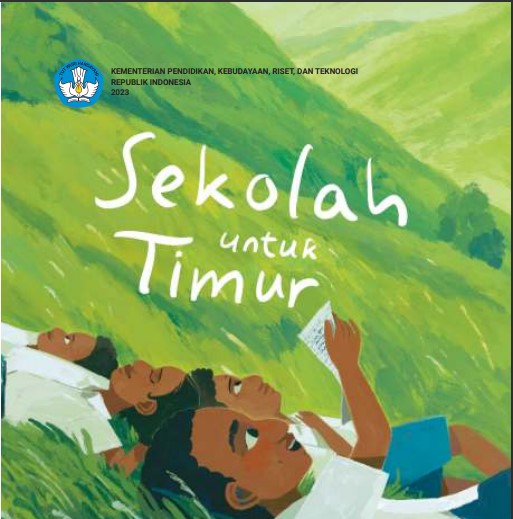 KEMENTERIAN PENDIDIKAN, KEBUDAYAAN, RISET, DAN TEKNOLOGI
REPUBLIK INDONESIA
2023
Sekolah
untuk
Timur